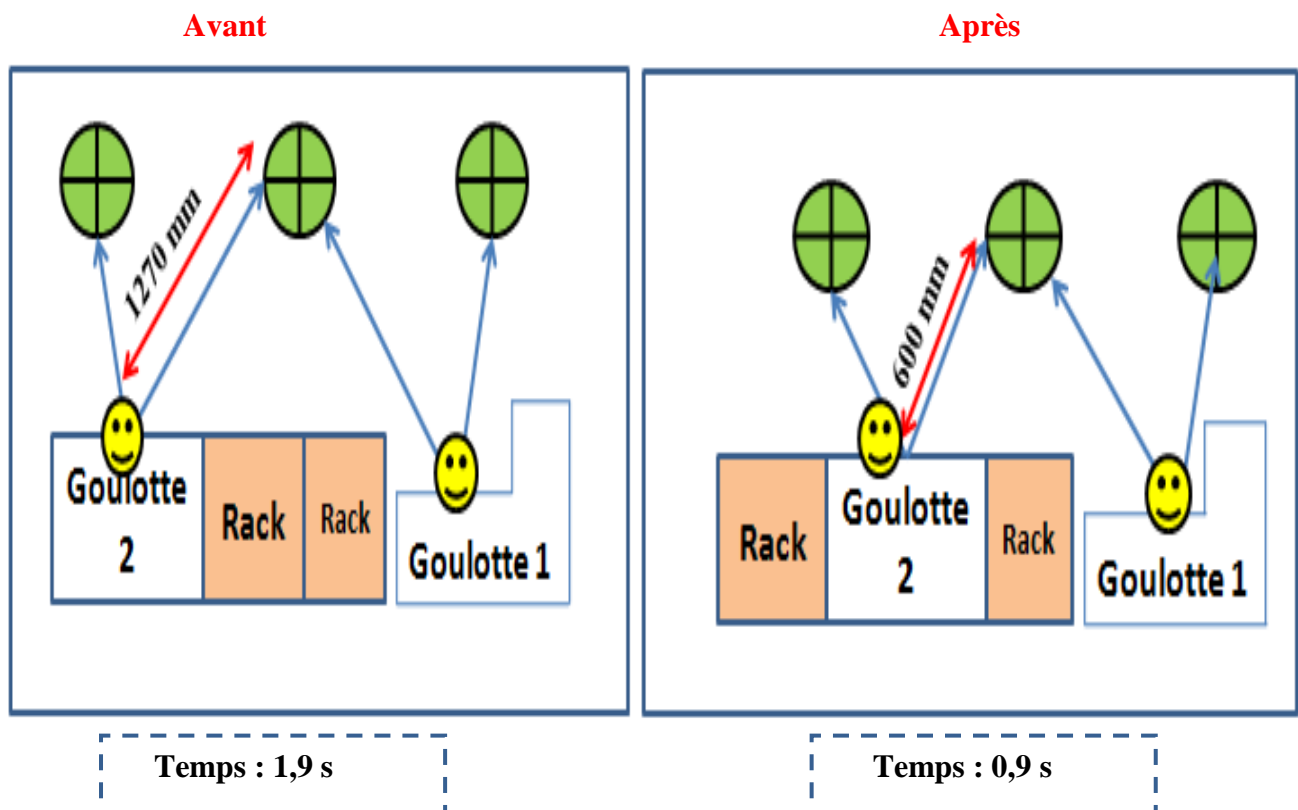 Avant
1270 mm
Goulotte
2
Rack
Rack
Goulotte 1
Temps : 1,9 s
Après
600 mm
Rack
Goulotte
2
Rack
Goulotte 1
Temps : 0,9 s